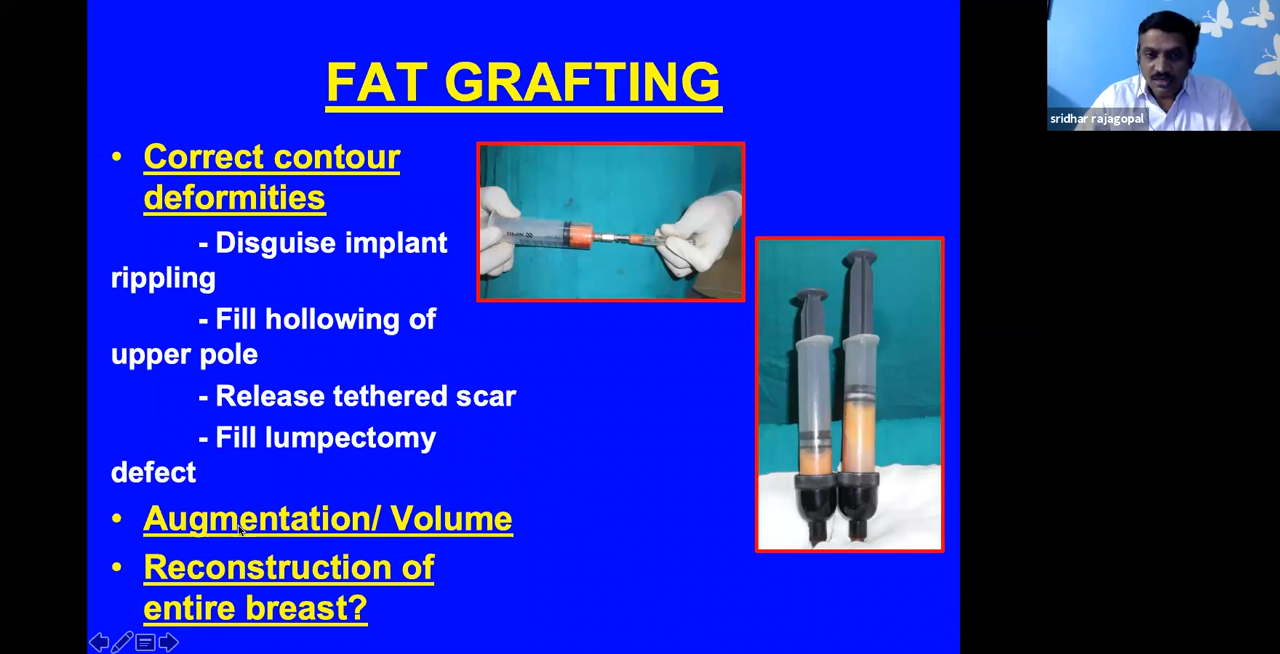 FAT GRAFTING
• Correct contour
deformities
- Disguise implant
rippling
- Fill hollowing of
upper pole
- Release tethered scar
- Fill lumpectomy
defect
• Augmentation/ Volume
• Reconstruction of
entire breast?
sridhar rajagopal